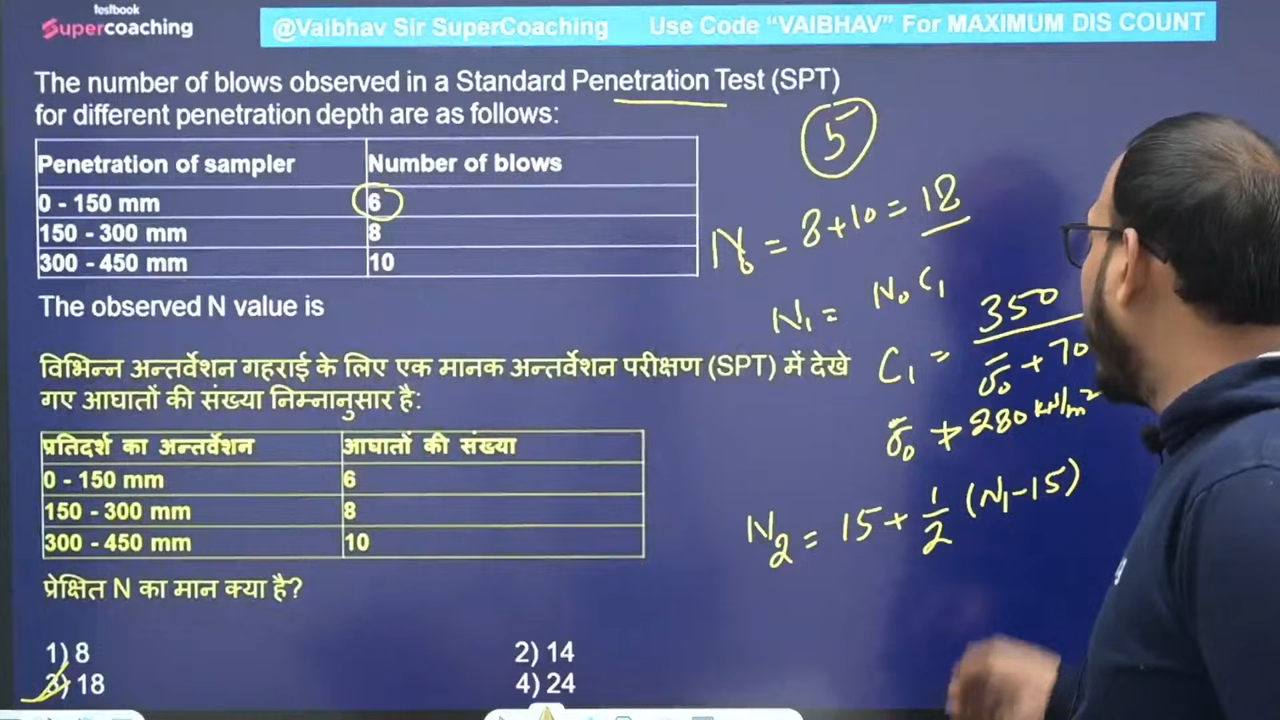 testbook
Supercoaching
@Vaibhav Sir SuperCoaching Use Code “VAIBHAV” For MAXIMUM DIS COUNT
The number of blows observed in a Standard Penetration Test (SPT)
for different penetration depth are as follows:
Penetration of sampler Number of blows
0 - 150 mm 6
150 - 300 mm 8
300 - 450 mm 10
The observed N value is
विभिन्न अन्तर्वेशन गहराई के लिए एक मानक अन्तर्वेशन परीक्षण (SPT) में देखे
गए आघातों की संख्या निम्नानुसार है:
प्रतिदर्श का अन्तर्वेशन आघातों की संख्या
0 - 150 mm 6
150 - 300 mm 8
300 - 450 mm 10
प्रेक्षित N का मान क्या है?
1) 8 2) 14
3) 18 4) 24
5
N₀ = 8+10 = 18
N₁ = N₀ C₁
C₁ = 350 / σ̄₀ + 70
σ̄₀ ≯ 280 kN/m²
N₂ = 15 + 1/2 (N₁-15)